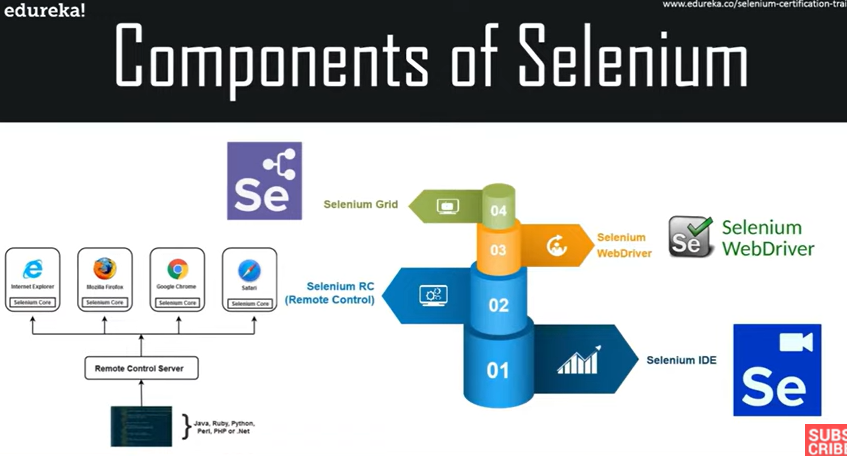 edureka!
www.edureka.co/selenium-certification-trai
Components of Selenium
Se
Selenium Grid
04
03
Selenium
WebDriver
Se
Selenium
WebDriver
Internet Explorer
Selenium Core
Mozilla Firefox
Selenium Core
Google Chrome
Selenium Core
Safari
Selenium Core
Selenium RC
(Remote Control)
02
Remote Control Server
01
Selenium IDE
Se
Java, Ruby, Python,
Perl, PHP or .Net
SUBS
CRIBE